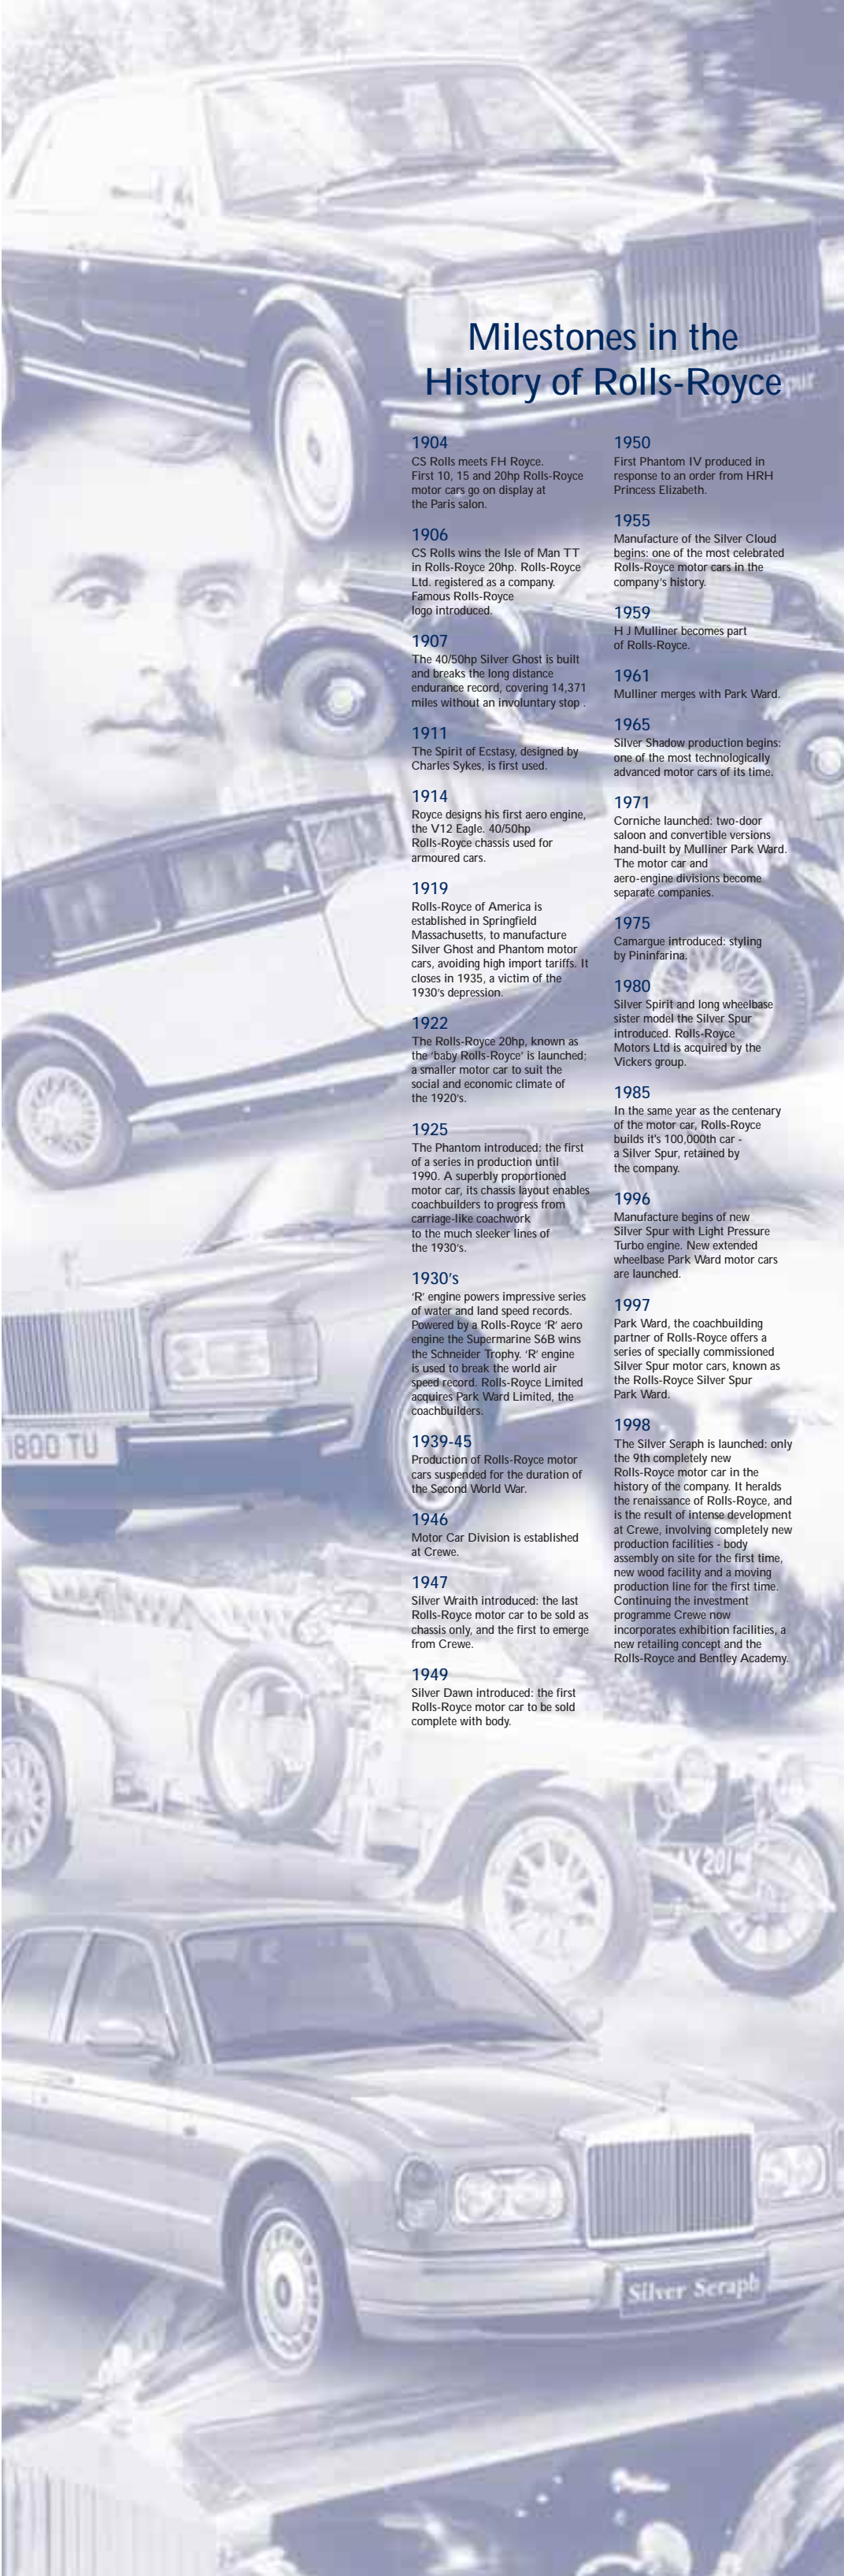 Milestones in the
History of Rolls-Royce
1904
CS Rolls meets FH Royce.
First 10, 15 and 20hp Rolls-Royce
motor cars go on display at
the Paris salon.
1906
CS Rolls wins the Isle of Man TT
in Rolls-Royce 20hp. Rolls-Royce
Ltd. registered as a company.
Famous Rolls-Royce
logo introduced.
1907
The 40/50hp Silver Ghost is built
and breaks the long distance
endurance record, covering 14,371
miles without an involuntary stop .
1911
The Spirit of Ecstasy, designed by
Charles Sykes, is first used.
1914
Royce designs his first aero engine,
the V12 Eagle. 40/50hp
Rolls-Royce chassis used for
armoured cars.
1919
Rolls-Royce of America is
established in Springfield
Massachusetts, to manufacture
Silver Ghost and Phantom motor
cars, avoiding high import tariffs. It
closes in 1935, a victim of the
1930's depression.
1922
The Rolls-Royce 20hp, known as
the 'baby Rolls-Royce' is launched;
a smaller motor car to suit the
social and economic climate of
the 1920's.
1925
The Phantom introduced: the first
of a series in production until
1990. A superbly proportioned
motor car, its chassis layout enables
coachbuilders to progress from
carriage-like coachwork
to the much sleeker lines of
the 1930's.
1930's
'R' engine powers impressive series
of water and land speed records.
Powered by a Rolls-Royce 'R' aero
engine the Supermarine S6B wins
the Schneider Trophy. 'R' engine
is used to break the world air
speed record. Rolls-Royce Limited
acquires Park Ward Limited, the
coachbuilders.
1939-45
Production of Rolls-Royce motor
cars suspended for the duration of
the Second World War.
1946
Motor Car Division is established
at Crewe.
1947
Silver Wraith introduced: the last
Rolls-Royce motor car to be sold as
chassis only, and the first to emerge
from Crewe.
1949
Silver Dawn introduced: the first
Rolls-Royce motor car to be sold
complete with body.
1950
First Phantom IV produced in
response to an order from HRH
Princess Elizabeth.
1955
Manufacture of the Silver Cloud
begins: one of the most celebrated
Rolls-Royce motor cars in the
company's history.
1959
H J Mulliner becomes part
of Rolls-Royce.
1961
Mulliner merges with Park Ward.
1965
Silver Shadow production begins:
one of the most technologically
advanced motor cars of its time.
1971
Corniche launched: two-door
saloon and convertible versions
hand-built by Mulliner Park Ward.
The motor car and
aero-engine divisions become
separate companies.
1975
Camargue introduced: styling
by Pininfarina.
1980
Silver Spirit and long wheelbase
sister model the Silver Spur
introduced. Rolls-Royce
Motors Ltd is acquired by the
Vickers group.
1985
In the same year as the centenary
of the motor car, Rolls-Royce
builds it's 100,000th car -
a Silver Spur, retained by
the company.
1996
Manufacture begins of new
Silver Spur with Light Pressure
Turbo engine. New extended
wheelbase Park Ward motor cars
are launched.
1997
Park Ward, the coachbuilding
partner of Rolls-Royce offers a
series of specially commissioned
Silver Spur motor cars, known as
the Rolls-Royce Silver Spur
Park Ward.
1998
The Silver Seraph is launched: only
the 9th completely new
Rolls-Royce motor car in the
history of the company. It heralds
the renaissance of Rolls-Royce, and
is the result of intense development
at Crewe, involving completely new
production facilities - body
assembly on site for the first time,
new wood facility and a moving
production line for the first time.
Continuing the investment
programme Crewe now
incorporates exhibition facilities, a
new retailing concept and the
Rolls-Royce and Bentley Academy.
1800 TU
Silver Seraph